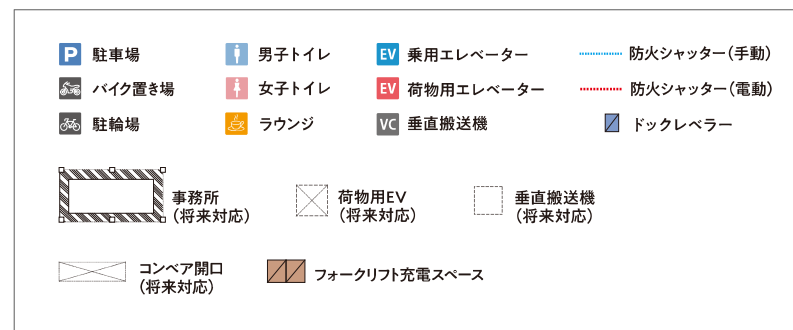 P 駐車場
男子トイレ
EV 乗用エレベーター
防火シャッター(手動)
バイク置き場
女子トイレ
EV 荷物用エレベーター
防火シャッター(電動)
駐輪場
ラウンジ
VC 垂直搬送機
ドックレベラー
事務所
(将来対応)
荷物用EV
(将来対応)
垂直搬送機
(将来対応)
コンベア開口
(将来対応)
フォークリフト充電スペース